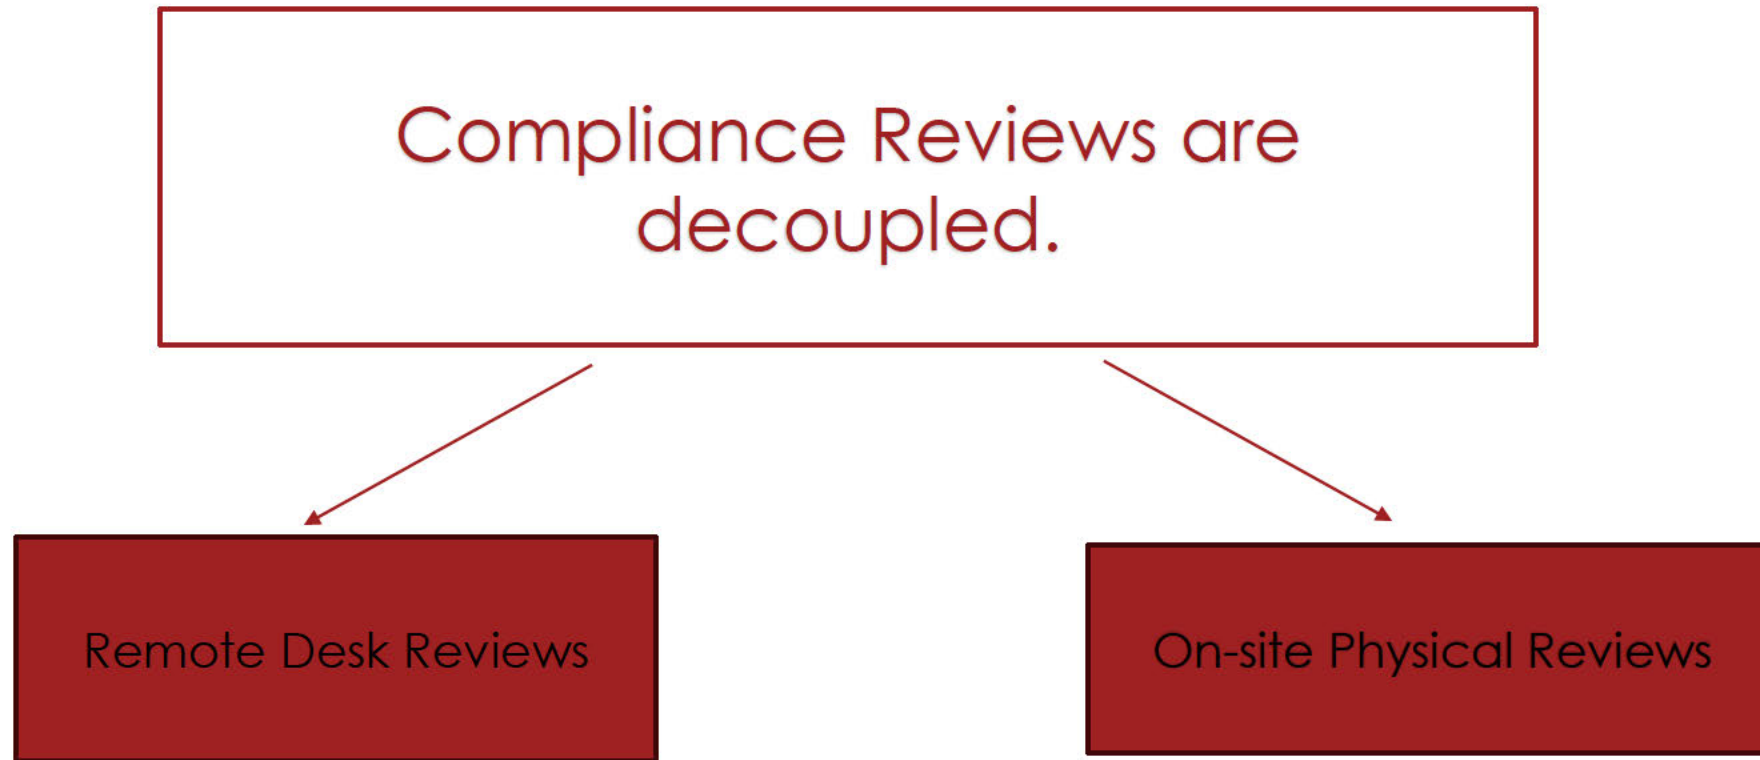 Compliance Reviews are
decoupled.
Remote Desk Reviews
On-site Physical Reviews